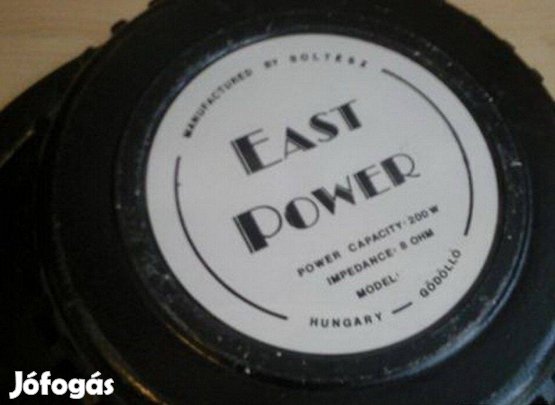 MANUFACTURED BY SOLTÉSZ
EAST
POWER
POWER CAPACITY: 200 W
IMPEDANCE: 8 OHM
MODEL:
HUNGARY — GÖDÖLLŐ
Jófogás